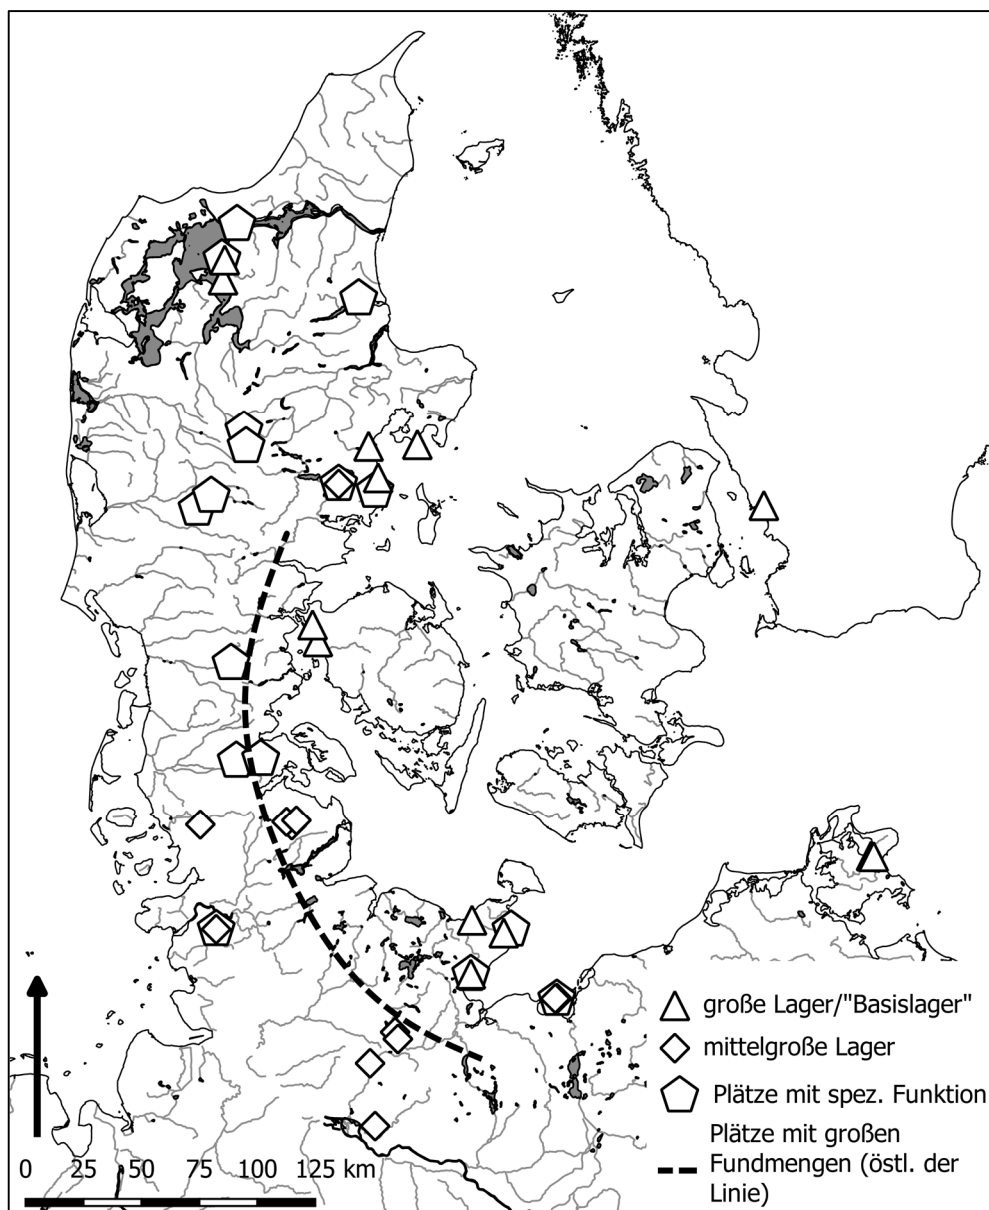 große Lager/"Basislager"
mittelgroße Lager
Plätze mit spez. Funktion
Plätze mit großen
Fundmengen (östl. der
Linie)
0 25 50 75 100 125 km